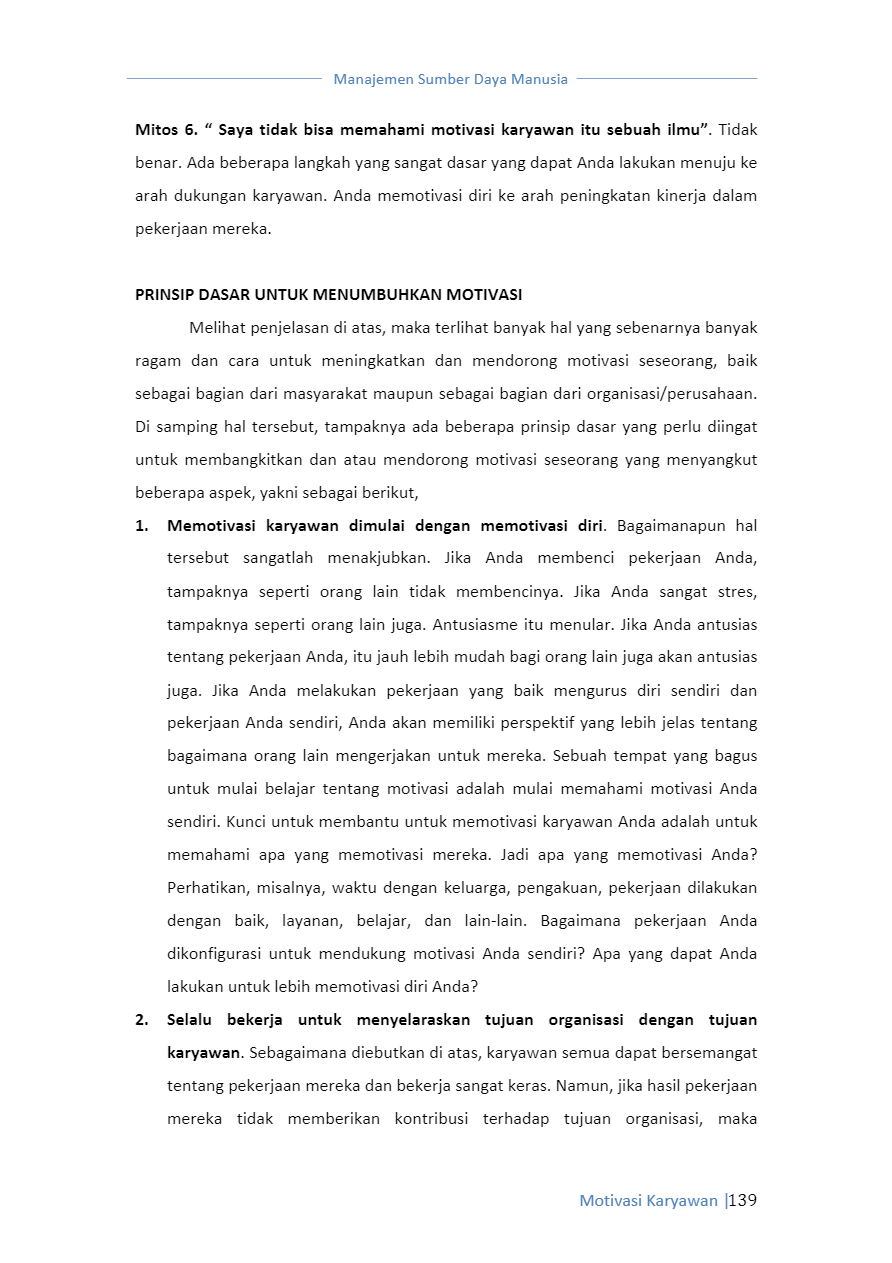 Manajemen Sumber Daya Manusia
Mitos 6. “ Saya tidak bisa memahami motivasi karyawan itu sebuah ilmu”. Tidak
benar. Ada beberapa langkah yang sangat dasar yang dapat Anda lakukan menuju ke
arah dukungan karyawan. Anda memotivasi diri ke arah peningkatan kinerja dalam
pekerjaan mereka.
PRINSIP DASAR UNTUK MENUMBUHKAN MOTIVASI
Melihat penjelasan di atas, maka terlihat banyak hal yang sebenarnya banyak
ragam dan cara untuk meningkatkan dan mendorong motivasi seseorang, baik
sebagai bagian dari masyarakat maupun sebagai bagian dari organisasi/perusahaan.
Di samping hal tersebut, tampaknya ada beberapa prinsip dasar yang perlu diingat
untuk membangkitkan dan atau mendorong motivasi seseorang yang menyangkut
beberapa aspek, yakni sebagai berikut,
1. Memotivasi karyawan dimulai dengan memotivasi diri. Bagaimanapun hal
tersebut sangatlah menakjubkan. Jika Anda membenci pekerjaan Anda,
tampaknya seperti orang lain tidak membencinya. Jika Anda sangat stres,
tampaknya seperti orang lain juga. Antusiasme itu menular. Jika Anda antusias
tentang pekerjaan Anda, itu jauh lebih mudah bagi orang lain juga akan antusias
juga. Jika Anda melakukan pekerjaan yang baik mengurus diri sendiri dan
pekerjaan Anda sendiri, Anda akan memiliki perspektif yang lebih jelas tentang
bagaimana orang lain mengerjakan untuk mereka. Sebuah tempat yang bagus
untuk mulai belajar tentang motivasi adalah mulai memahami motivasi Anda
sendiri. Kunci untuk membantu untuk memotivasi karyawan Anda adalah untuk
memahami apa yang memotivasi mereka. Jadi apa yang memotivasi Anda?
Perhatikan, misalnya, waktu dengan keluarga, pengakuan, pekerjaan dilakukan
dengan baik, layanan, belajar, dan lain-lain. Bagaimana pekerjaan Anda
dikonfigurasi untuk mendukung motivasi Anda sendiri? Apa yang dapat Anda
lakukan untuk lebih memotivasi diri Anda?
2. Selalu bekerja untuk menyelaraskan tujuan organisasi dengan tujuan
karyawan. Sebagaimana diebutkan di atas, karyawan semua dapat bersemangat
tentang pekerjaan mereka dan bekerja sangat keras. Namun, jika hasil pekerjaan
mereka tidak memberikan kontribusi terhadap tujuan organisasi, maka
Motivasi Karyawan |139